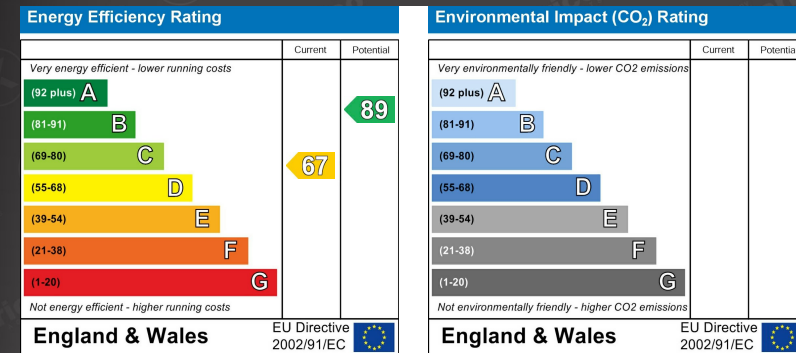 Energy Efficiency Rating
Current Potential
Very energy efficient - lower running costs
(92 plus) A
(81-91) B
89
(69-80) C
67
(55-68) D
(39-54) E
(21-38) F
(1-20) G
Not energy efficient - higher running costs
England & Wales
EU Directive
2002/91/EC
Environmental Impact (CO₂) Rating
Current Potentia
Very environmentally friendly - lower CO2 emissions
(92 plus) A
(81-91) B
(69-80) C
(55-68) D
(39-54) E
(21-38) F
(1-20) G
Not environmentally friendly - higher CO2 emissions
England & Wales
EU Directive
2002/91/EC